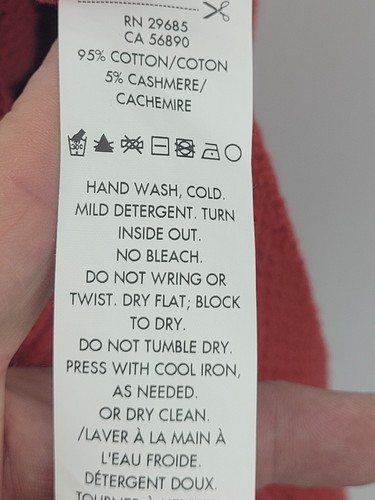 RN 29685
CA 56890
95% COTTON/COTON
5% CASHMERE/
CACHEMIRE
HAND WASH, COLD.
MILD DETERGENT. TURN
INSIDE OUT.
NO BLEACH.
DO NOT WRING OR
TWIST. DRY FLAT; BLOCK
TO DRY.
DO NOT TUMBLE DRY.
PRESS WITH COOL IRON,
AS NEEDED.
OR DRY CLEAN.
/LAVER À LA MAIN À
L'EAU FROIDE.
DÉTERGENT DOUX.